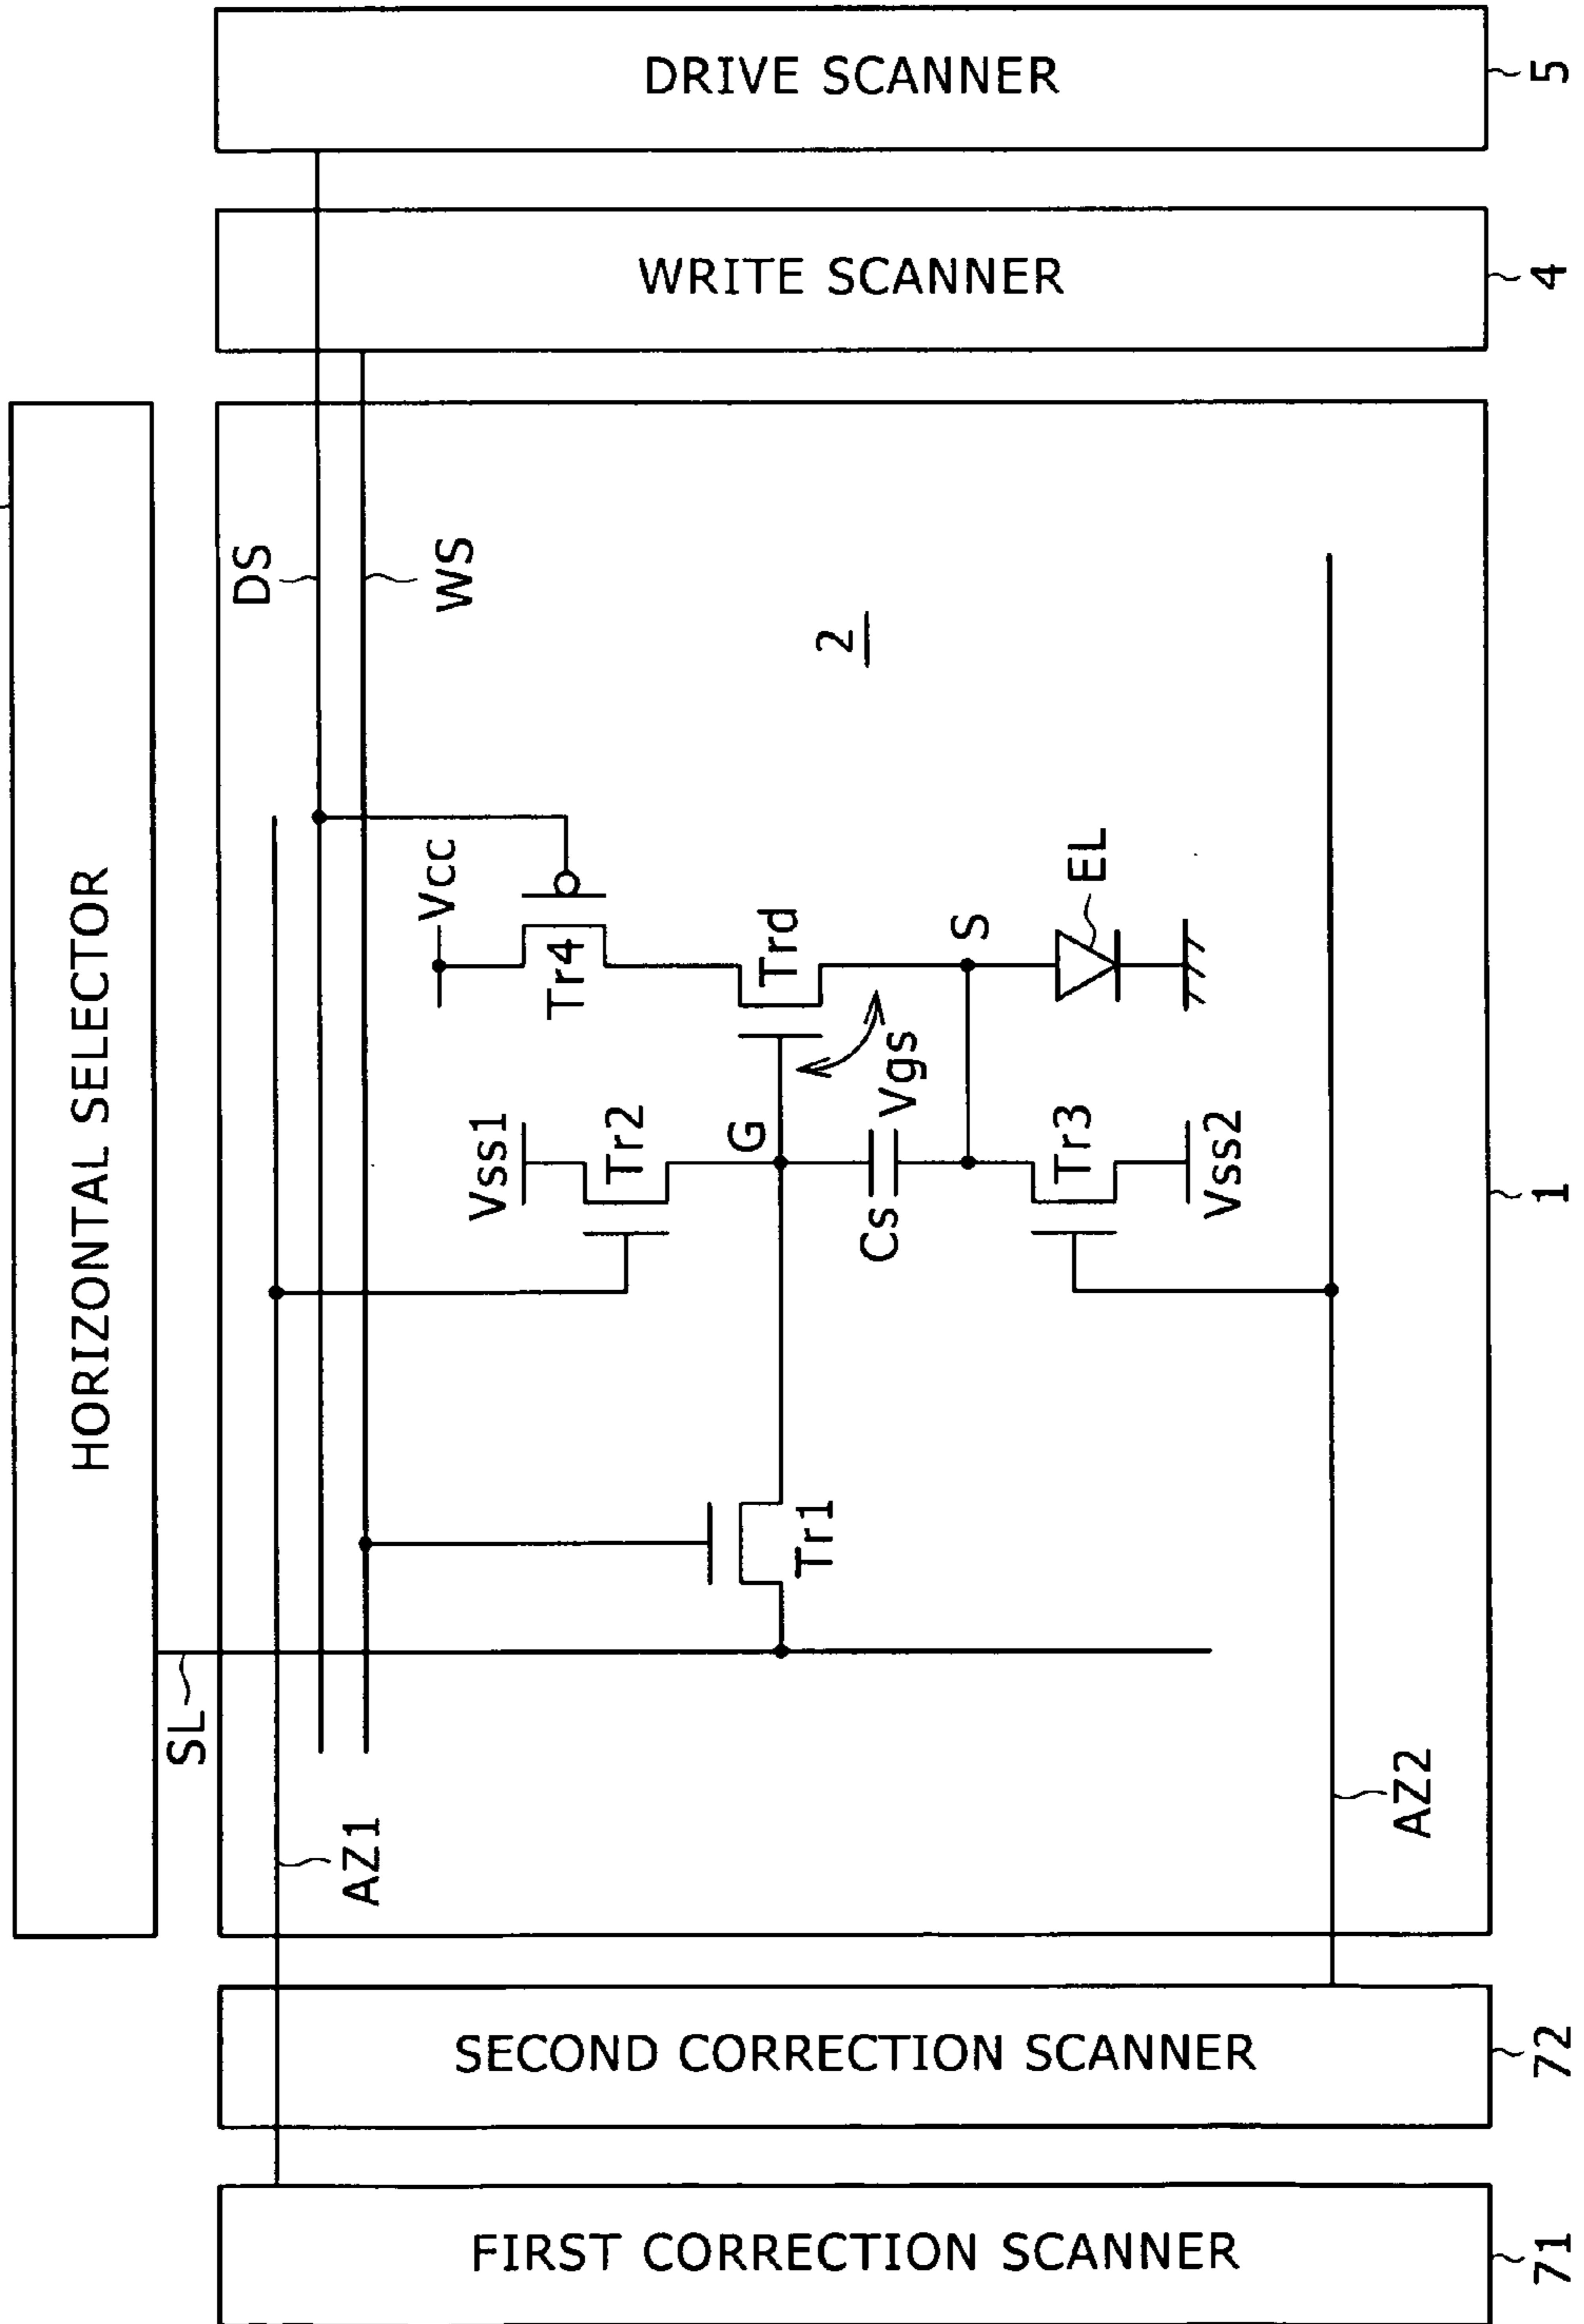 HORIZONTAL SELECTOR
SL
FIRST CORRECTION SCANNER
71
SECOND CORRECTION SCANNER
72
DRIVE SCANNER
5
WRITE SCANNER
4
DS
WS
AZ1
AZ2
Vcc
Vss1
Tr4
Tr2
Trd
G
Vgs
Cs
S
Tr1
Tr3
EL
Vss2
2
1